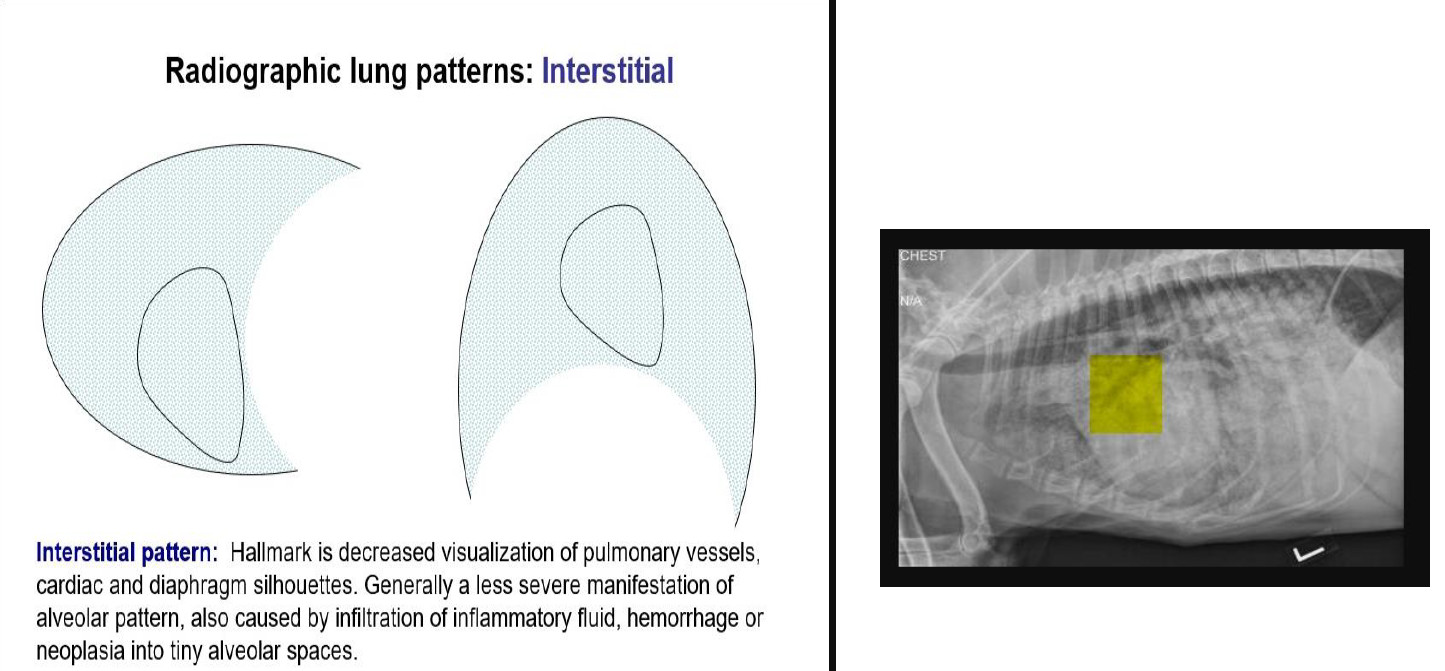 Radiographic lung patterns: Interstitial
Interstitial pattern: Hallmark is decreased visualization of pulmonary vessels,
cardiac and diaphragm silhouettes. Generally a less severe manifestation of
alveolar pattern, also caused by infiltration of inflammatory fluid, hemorrhage or
neoplasia into tiny alveolar spaces.
CHEST
N/A